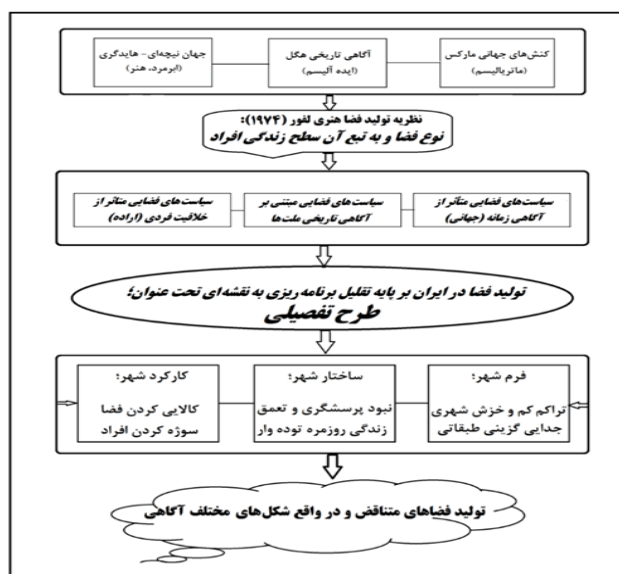 کنش‌های جهانی مارکس
(ماتریالیسم)
آگاهی تاریخی هگل
(ایده آلیسم)
جهان نیچه‌ای- هایدگری
(ابرمرد، هنر)
نظریه تولید فضا هنری لفور (۱۹۷۴):
نوع فضا و به تبع آن سطح زندگی افراد
سیاست‌های فضایی متأثر از
آگاهی زمانه (جهانی)
سیاست‌های فضایی مبتنی بر
آگاهی تاریخی ملت‌ها
سیاست‌های فضایی متأثر از
خلاقیت فردی (اراده)
تولید فضا در ایران بر پایه تقلیل برنامه‌ریزی به نقشه‌ای تحت عنوان؛
طرح تفصیلی
فرم شهر؛
تراکم کم و خزش شهری
جدایی گزینی طبقاتی
ساختار شهر؛
نبود پرسشگری و تعمق
زندگی روزمره توده وار
کارکرد شهر؛
کالایی کردن فضا
سوژه کردن افراد
تولید فضاهای متناقض و در واقع شکل‌های مختلف آگاهی